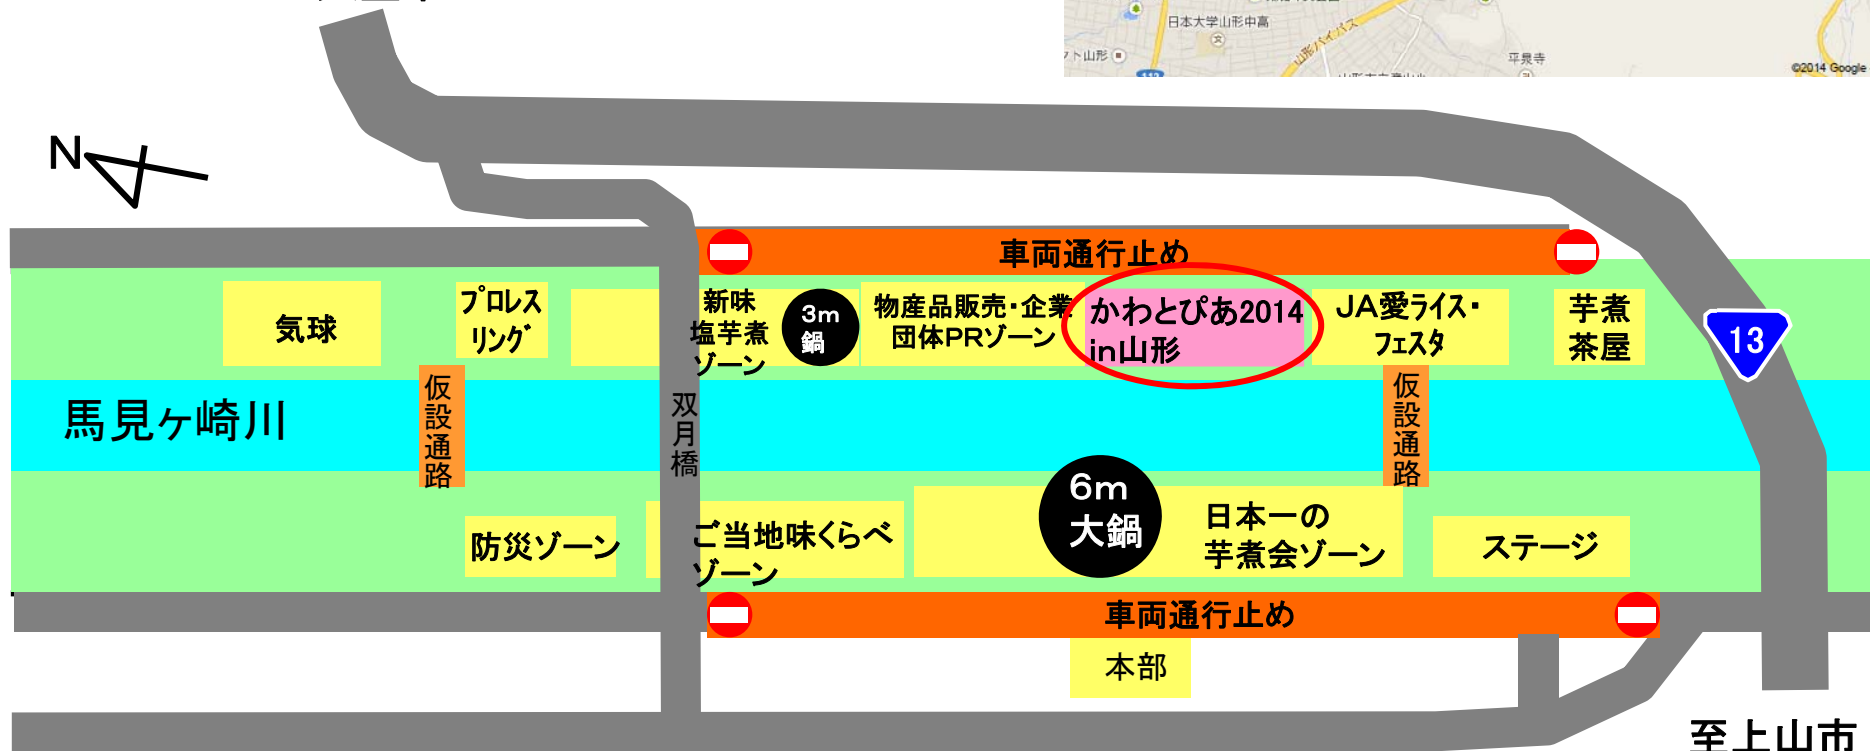 日本大学山形中高
山形バイパス
ト山形
平泉寺
112
©2014 Google
N
車両通行止め
気球
プロレス
リング
新味
塩芋煮
ゾーン
3m
鍋
物産品販売・企業
団体PRゾーン
かわとぴあ2014
in山形
JA愛ライス・
フェスタ
芋煮
茶屋
13
馬見ヶ崎川
仮設通路
双月橋
仮設通路
6m
大鍋
日本一の
芋煮会ゾーン
防災ゾーン
ご当地味くらべ
ゾーン
ステージ
車両通行止め
本部
至上山市